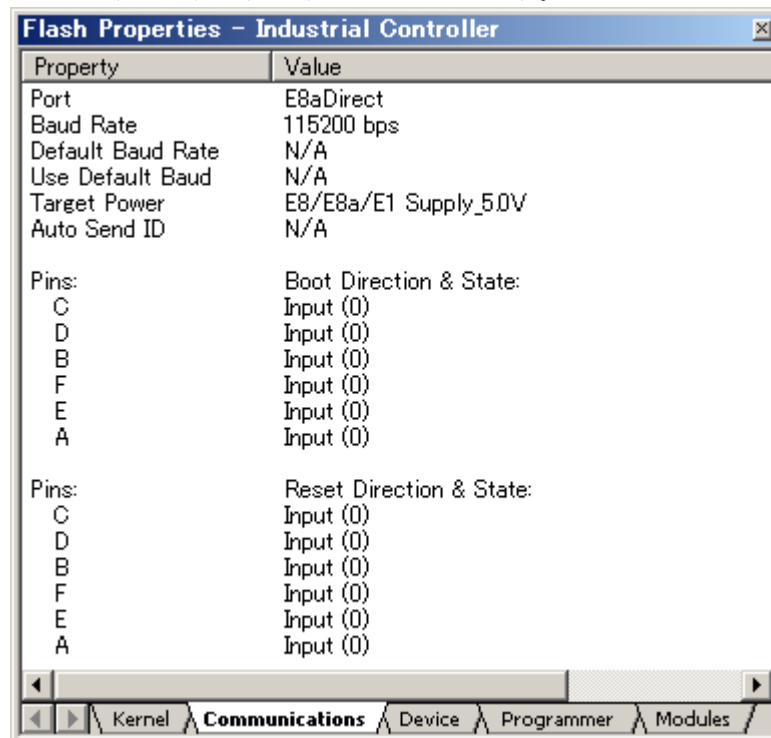 Flash Properties - Industrial Controller
Property Value
Port E8aDirect
Baud Rate 115200 bps
Default Baud Rate N/A
Use Default Baud N/A
Target Power E8/E8a/E1 Supply_5.0V
Auto Send ID N/A
Pins: Boot Direction & State:
C Input (0)
D Input (0)
B Input (0)
F Input (0)
E Input (0)
A Input (0)
Pins: Reset Direction & State:
C Input (0)
D Input (0)
B Input (0)
F Input (0)
E Input (0)
A Input (0)
Kernel Communications Device Programmer Modules